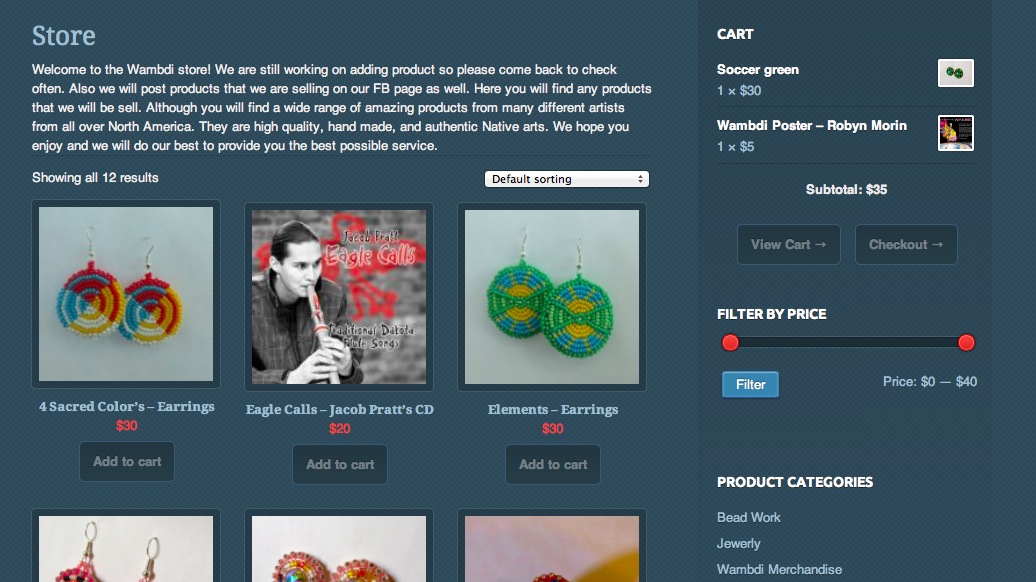 Store
Welcome to the Wambdi store! We are still working on adding product so please come back to check
often. Also we will post products that we are selling on our FB page as well. Here you will find any products
that we will be sell. Although you will find a wide range of amazing products from many different artists
from all over North America. They are high quality, hand made, and authentic Native arts. We hope you
enjoy and we will do our best to provide you the best possible service.
Showing all 12 results
Default sorting
Jacob Pratt
Eagle Calls
Traditional Dakota
Flute Songs
4 Sacred Color's – Earrings
$30
Add to cart
Eagle Calls – Jacob Pratt's CD
$20
Add to cart
Elements – Earrings
$30
Add to cart
CART
Soccer green
1 × $30
Wambdi Poster – Robyn Morin
1 × $5
Subtotal: $35
View Cart →
Checkout →
FILTER BY PRICE
Filter
Price: $0 — $40
PRODUCT CATEGORIES
Bead Work
Jewerly
Wambdi Merchandise